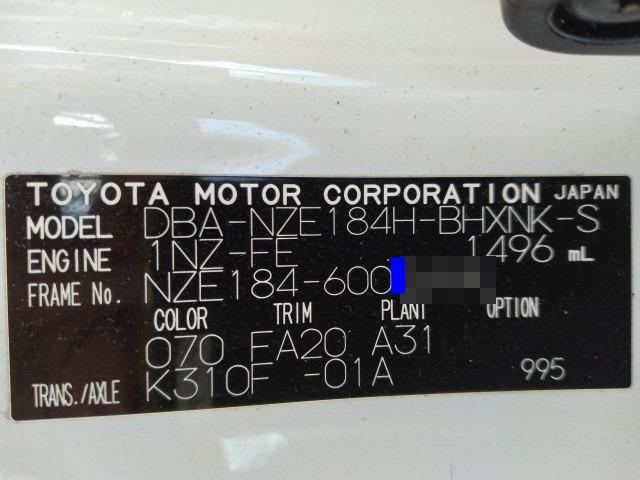 TOYOTA MOTOR CORPORATION JAPAN
MODEL DBA-NZE184H-BHXNK-S
ENGINE 1NZ-FE 1496 mL
FRAME No. NZE184-600
COLOR TRIM PLANT OPTION
070 FA20 A31
TRANS./AXLE K310F -01A 995